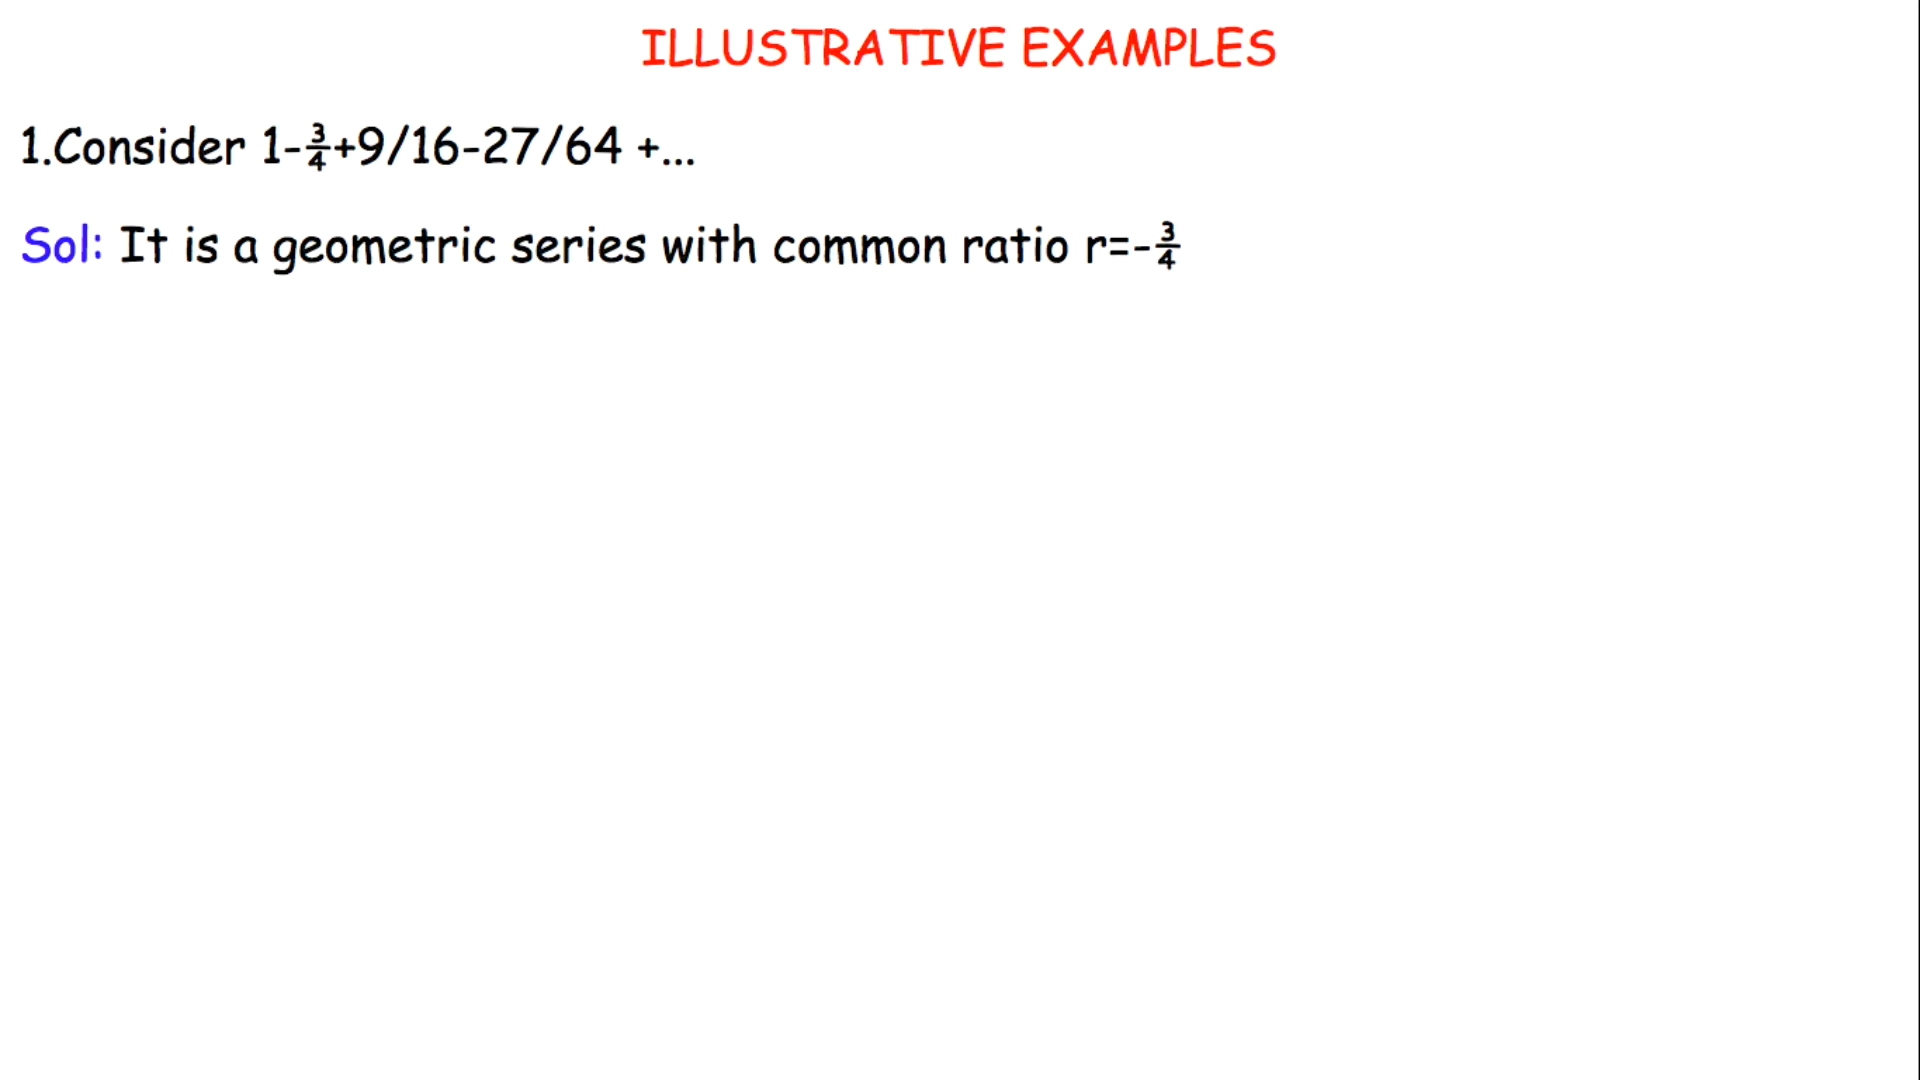 ILLUSTRATIVE EXAMPLES
1.Consider 1-¾+9/16-27/64 +...
Sol: It is a geometric series with common ratio r=-¾